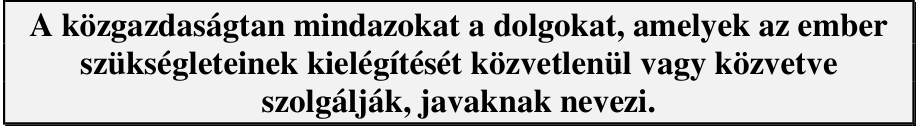 A közgazdaságtan mindazokat a dolgokat, amelyek az ember
szükségleteinek kielégítését közvetlenül vagy közvetve
szolgálják, javaknak nevezi.